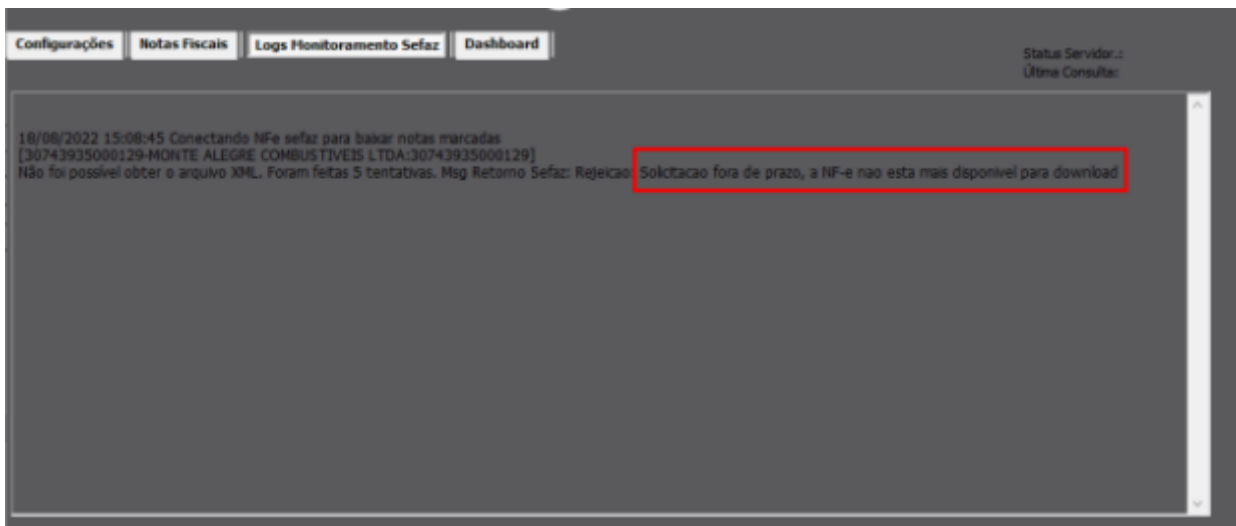 Configurações Notas Fiscais Logs Monitoramento Sefaz Dashboard
Status Servidor..:
Última Consulta:
18/08/2022 15:08:45 Conectando NFe sefaz para baixar notas marcadas
[30743935000129-MONTE ALEGRE COMBUSTIVEIS LTDA:30743935000129]
Não foi possível obter o arquivo XML. Foram feitas 5 tentativas. Msg Retorno Sefaz: Rejeicao: Solicitacao fora de prazo, a NF-e nao esta mais disponivel para download